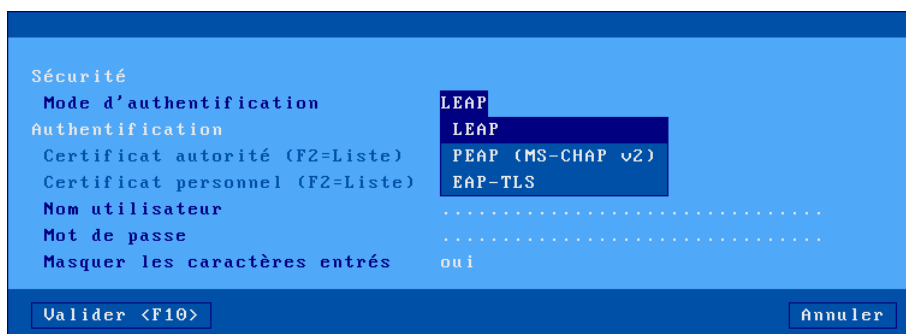 Sécurité
Mode d'authentification LEAP
Authentification LEAP
Certificat autorité (F2=Liste) PEAP (MS-CHAP v2)
Certificat personnel (F2=Liste) EAP-TLS
Nom utilisateur ................................
Mot de passe ................................
Masquer les caractères entrés oui
Valider <F10> Annuler